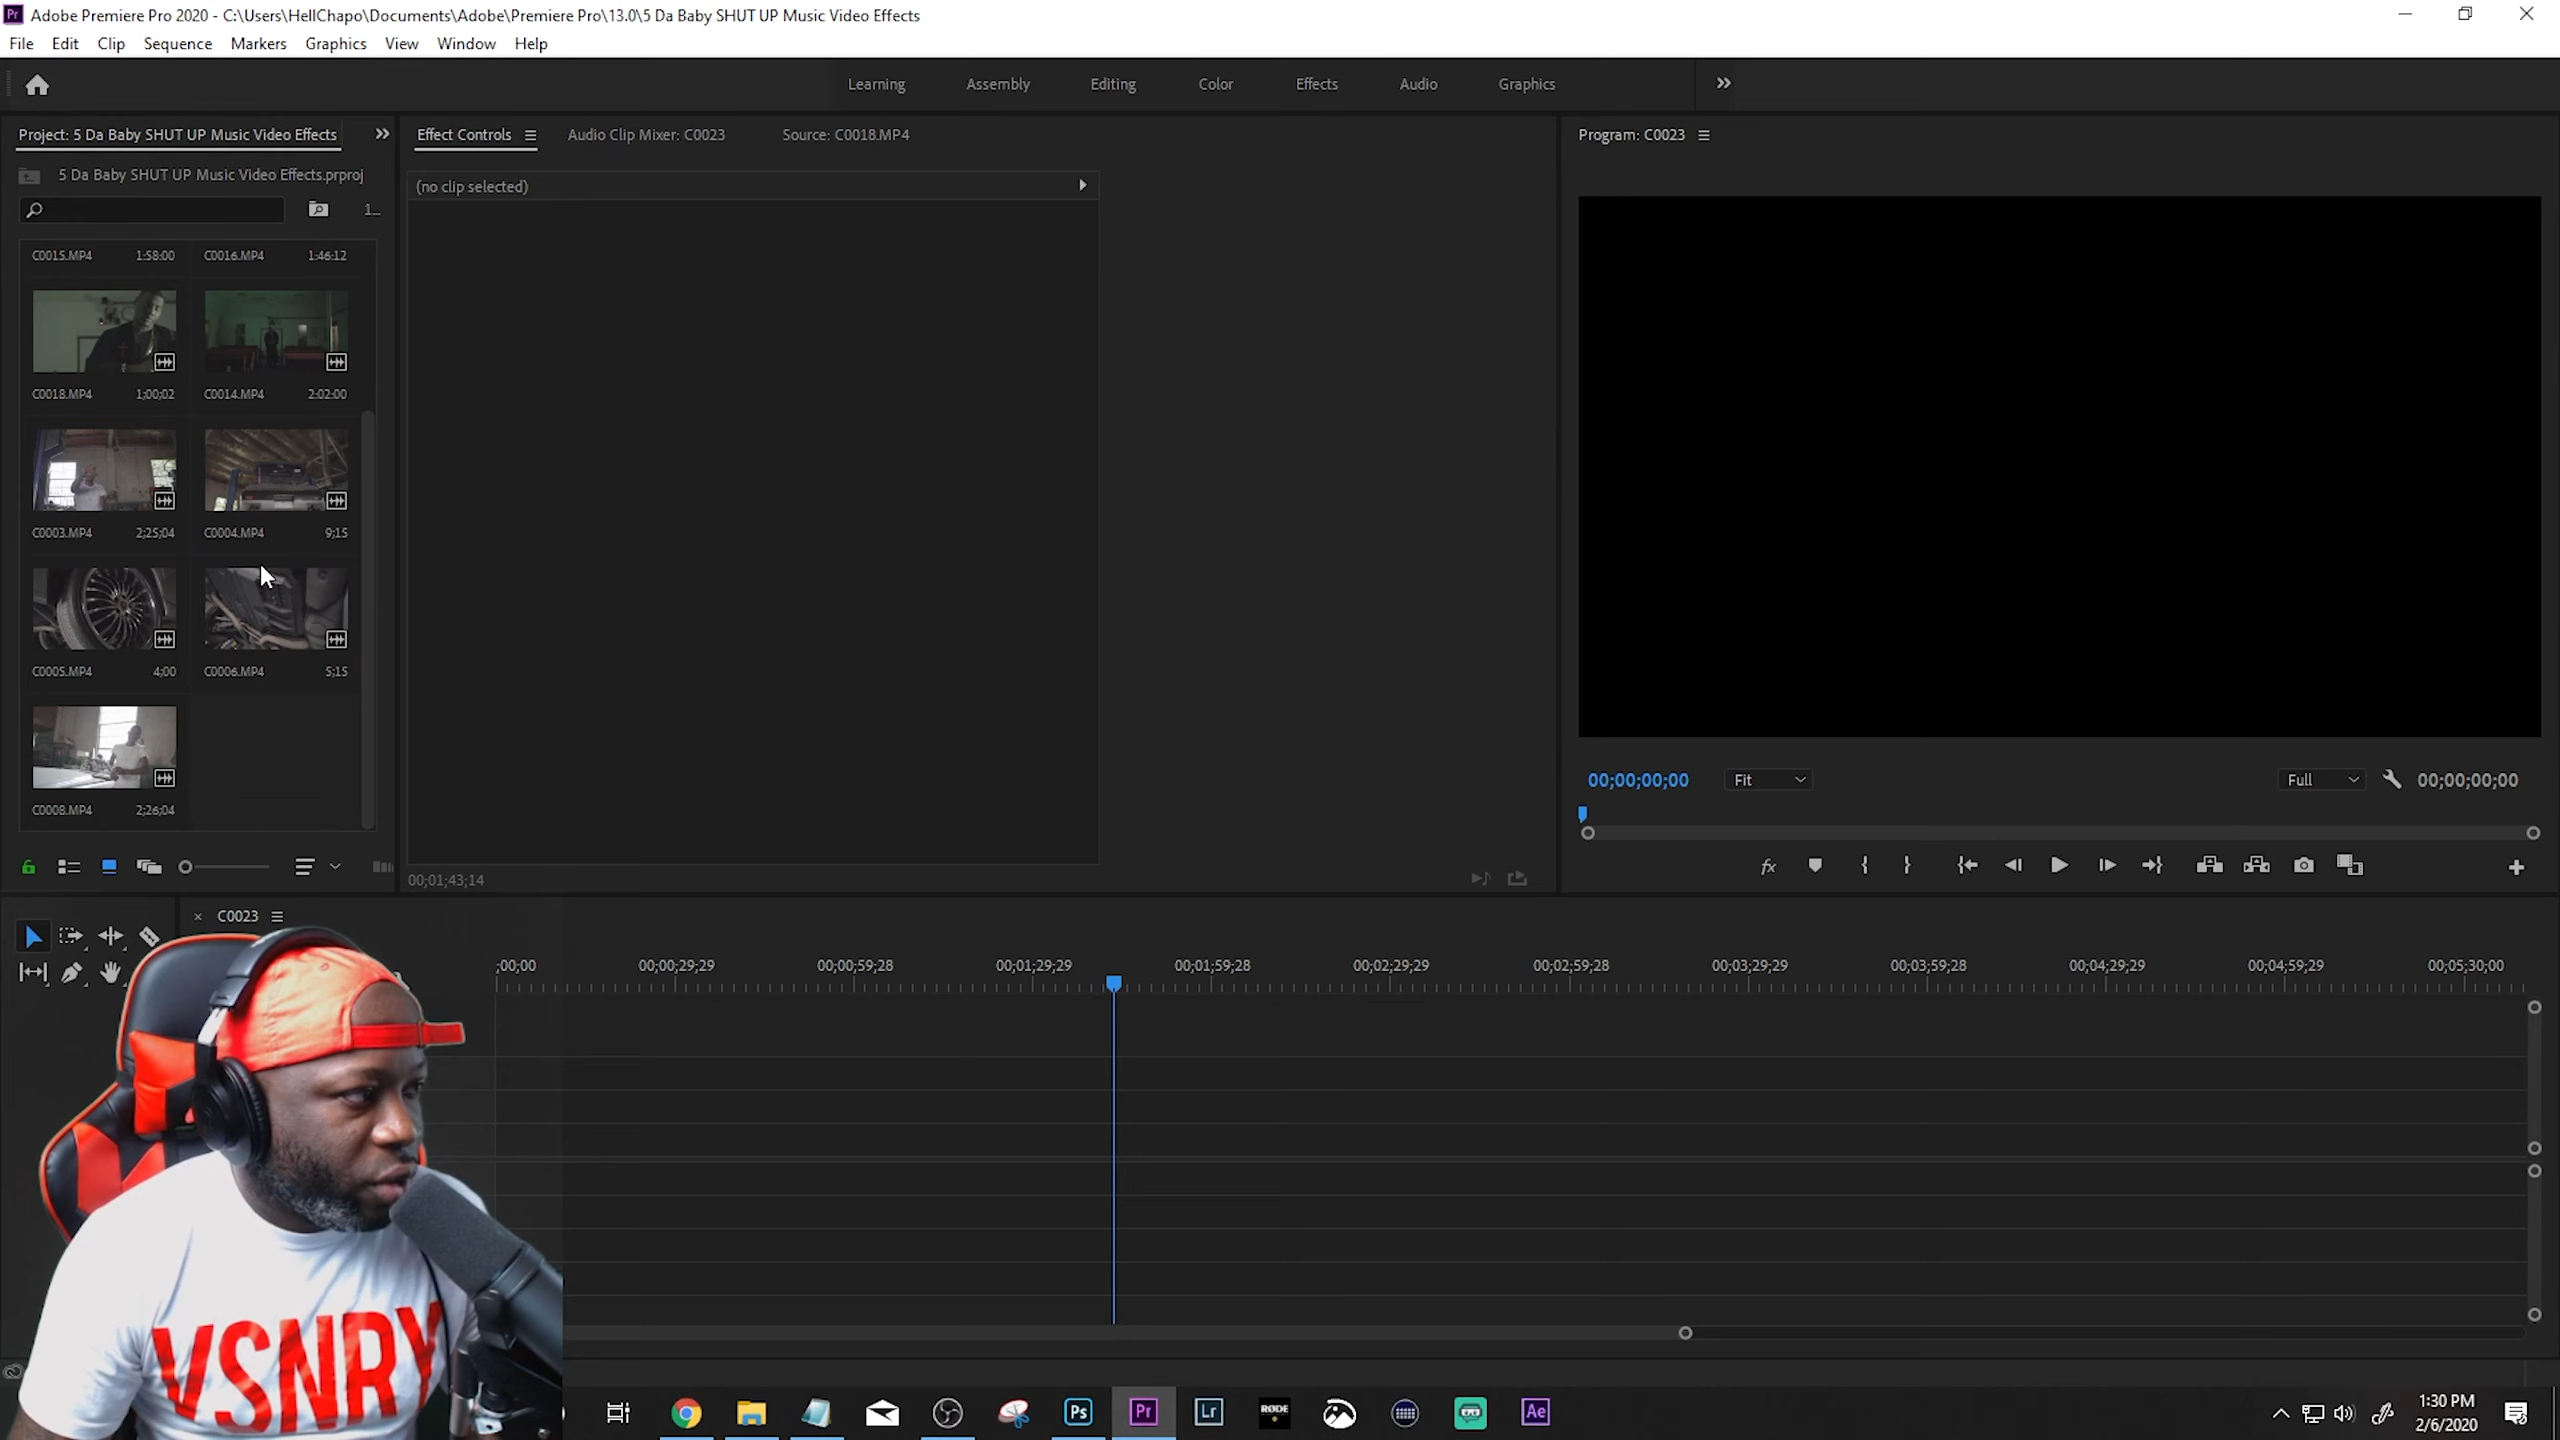 Pr Adobe Premiere Pro 2020 - C:\Users\HellChapo\Documents\Adobe\Premiere Pro\13.0\5 Da Baby SHUT UP Music Video Effects
File Edit Clip Sequence Markers Graphics View Window Help
Learning Assembly Editing Color Effects Audio Graphics
Project: 5 Da Baby SHUT UP Music Video Effects
Effect Controls Audio Clip Mixer: C0023 Source: C0018.MP4
Program: C0023
5 Da Baby SHUT UP Music Video Effects.prproj
(no clip selected)
1...
C0015.MP4 1:58:00 C0016.MP4 1:46:12
C0018.MP4 1;00;02 C0014.MP4 2:02:00
C0003.MP4 2;25;04 C0004.MP4 9;15
C0005.MP4 4;00 C0006.MP4 5;15
C0008.MP4 2;26;04
00;00;00;00 Fit Full 00;00;00;00
fx
00;01;43;14
C0023
;00;00 00;00;29;29 00;00;59;28 00;01;29;29 00;01;59;28 00;02;29;29 00;02;59;28 00;03;29;29 00;03;59;28 00;04;29;29 00;04;59;29 00;05;30;00
VSNRY
Ps Pr Lr RØDE Ae
1:30 PM
2/6/2020